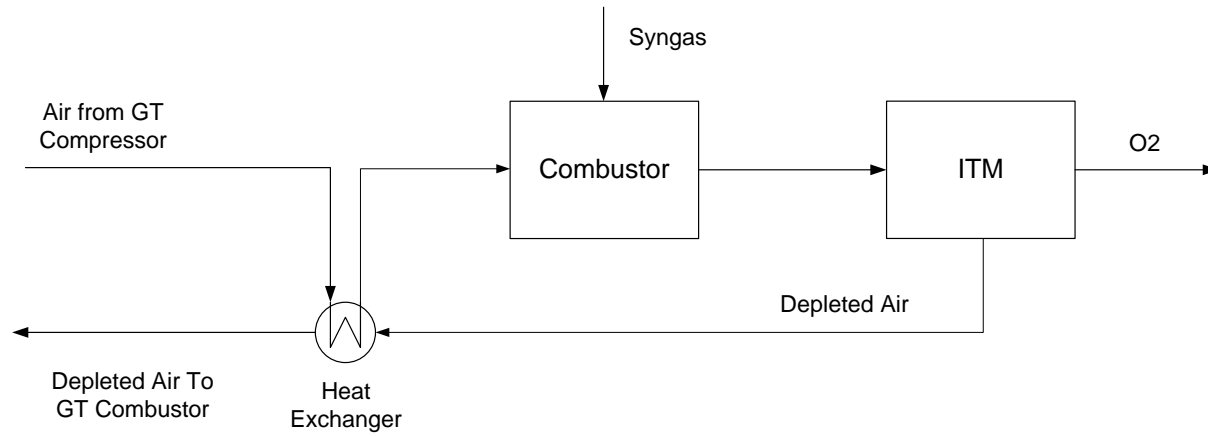 Syngas
Air from GT
Compressor
Combustor
ITM
O2
Depleted Air
Depleted Air To
GT Combustor
Heat
Exchanger